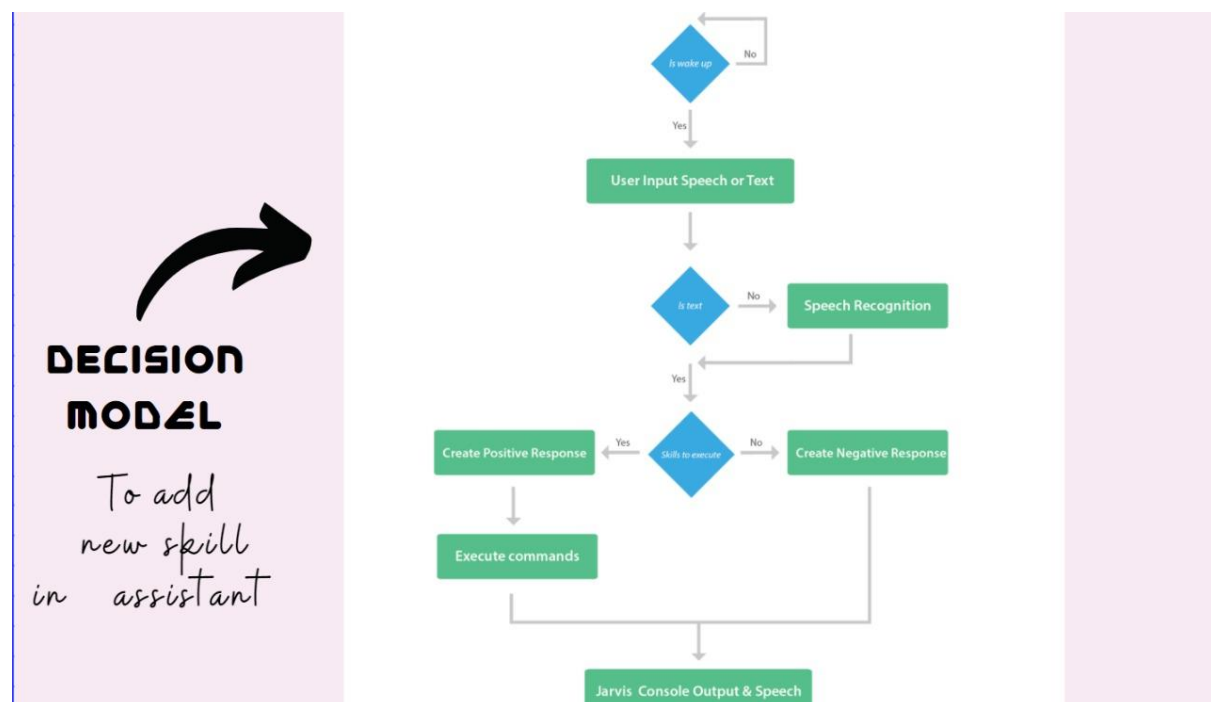 Is wake up
No
Yes
User Input Speech or Text
Is text
No
Speech Recognition
Yes
Skills to execute
Yes
No
Create Positive Response
Create Negative Response
Execute commands
Jarvis Console Output & Speech
DECISION
MODEL
To add
new skill
in assistant